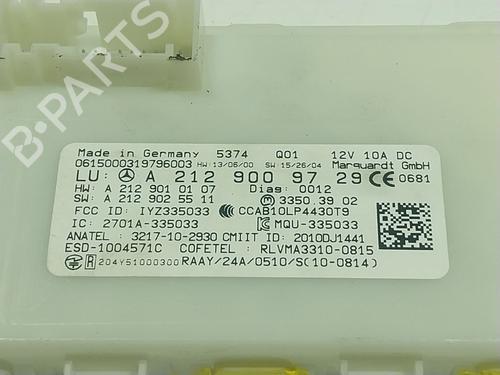 Made in Germany 5374 Q01 12V 10A DC
0615000319796003 HW:13/06/00 SW:15/26/04 Marquardt GmbH
LU: A 212 900 97 29 CE 0681
HW: A 212 901 01 07 Diag: 0012 3350.39 02
SW: A 212 902 55 11
FCC ID: IYZ335033 CCAB10LP4430T9
IC: 2701A-335033 MQU-335033
ANATEL: 3217-10-2930 CMIIT ID: 2010DJ1441
ESD-1004571C COFETEL: RLVMA3310-0815
R 204Y51000300 RAAY/24A/0510/S(10-0814)
B-PARTS